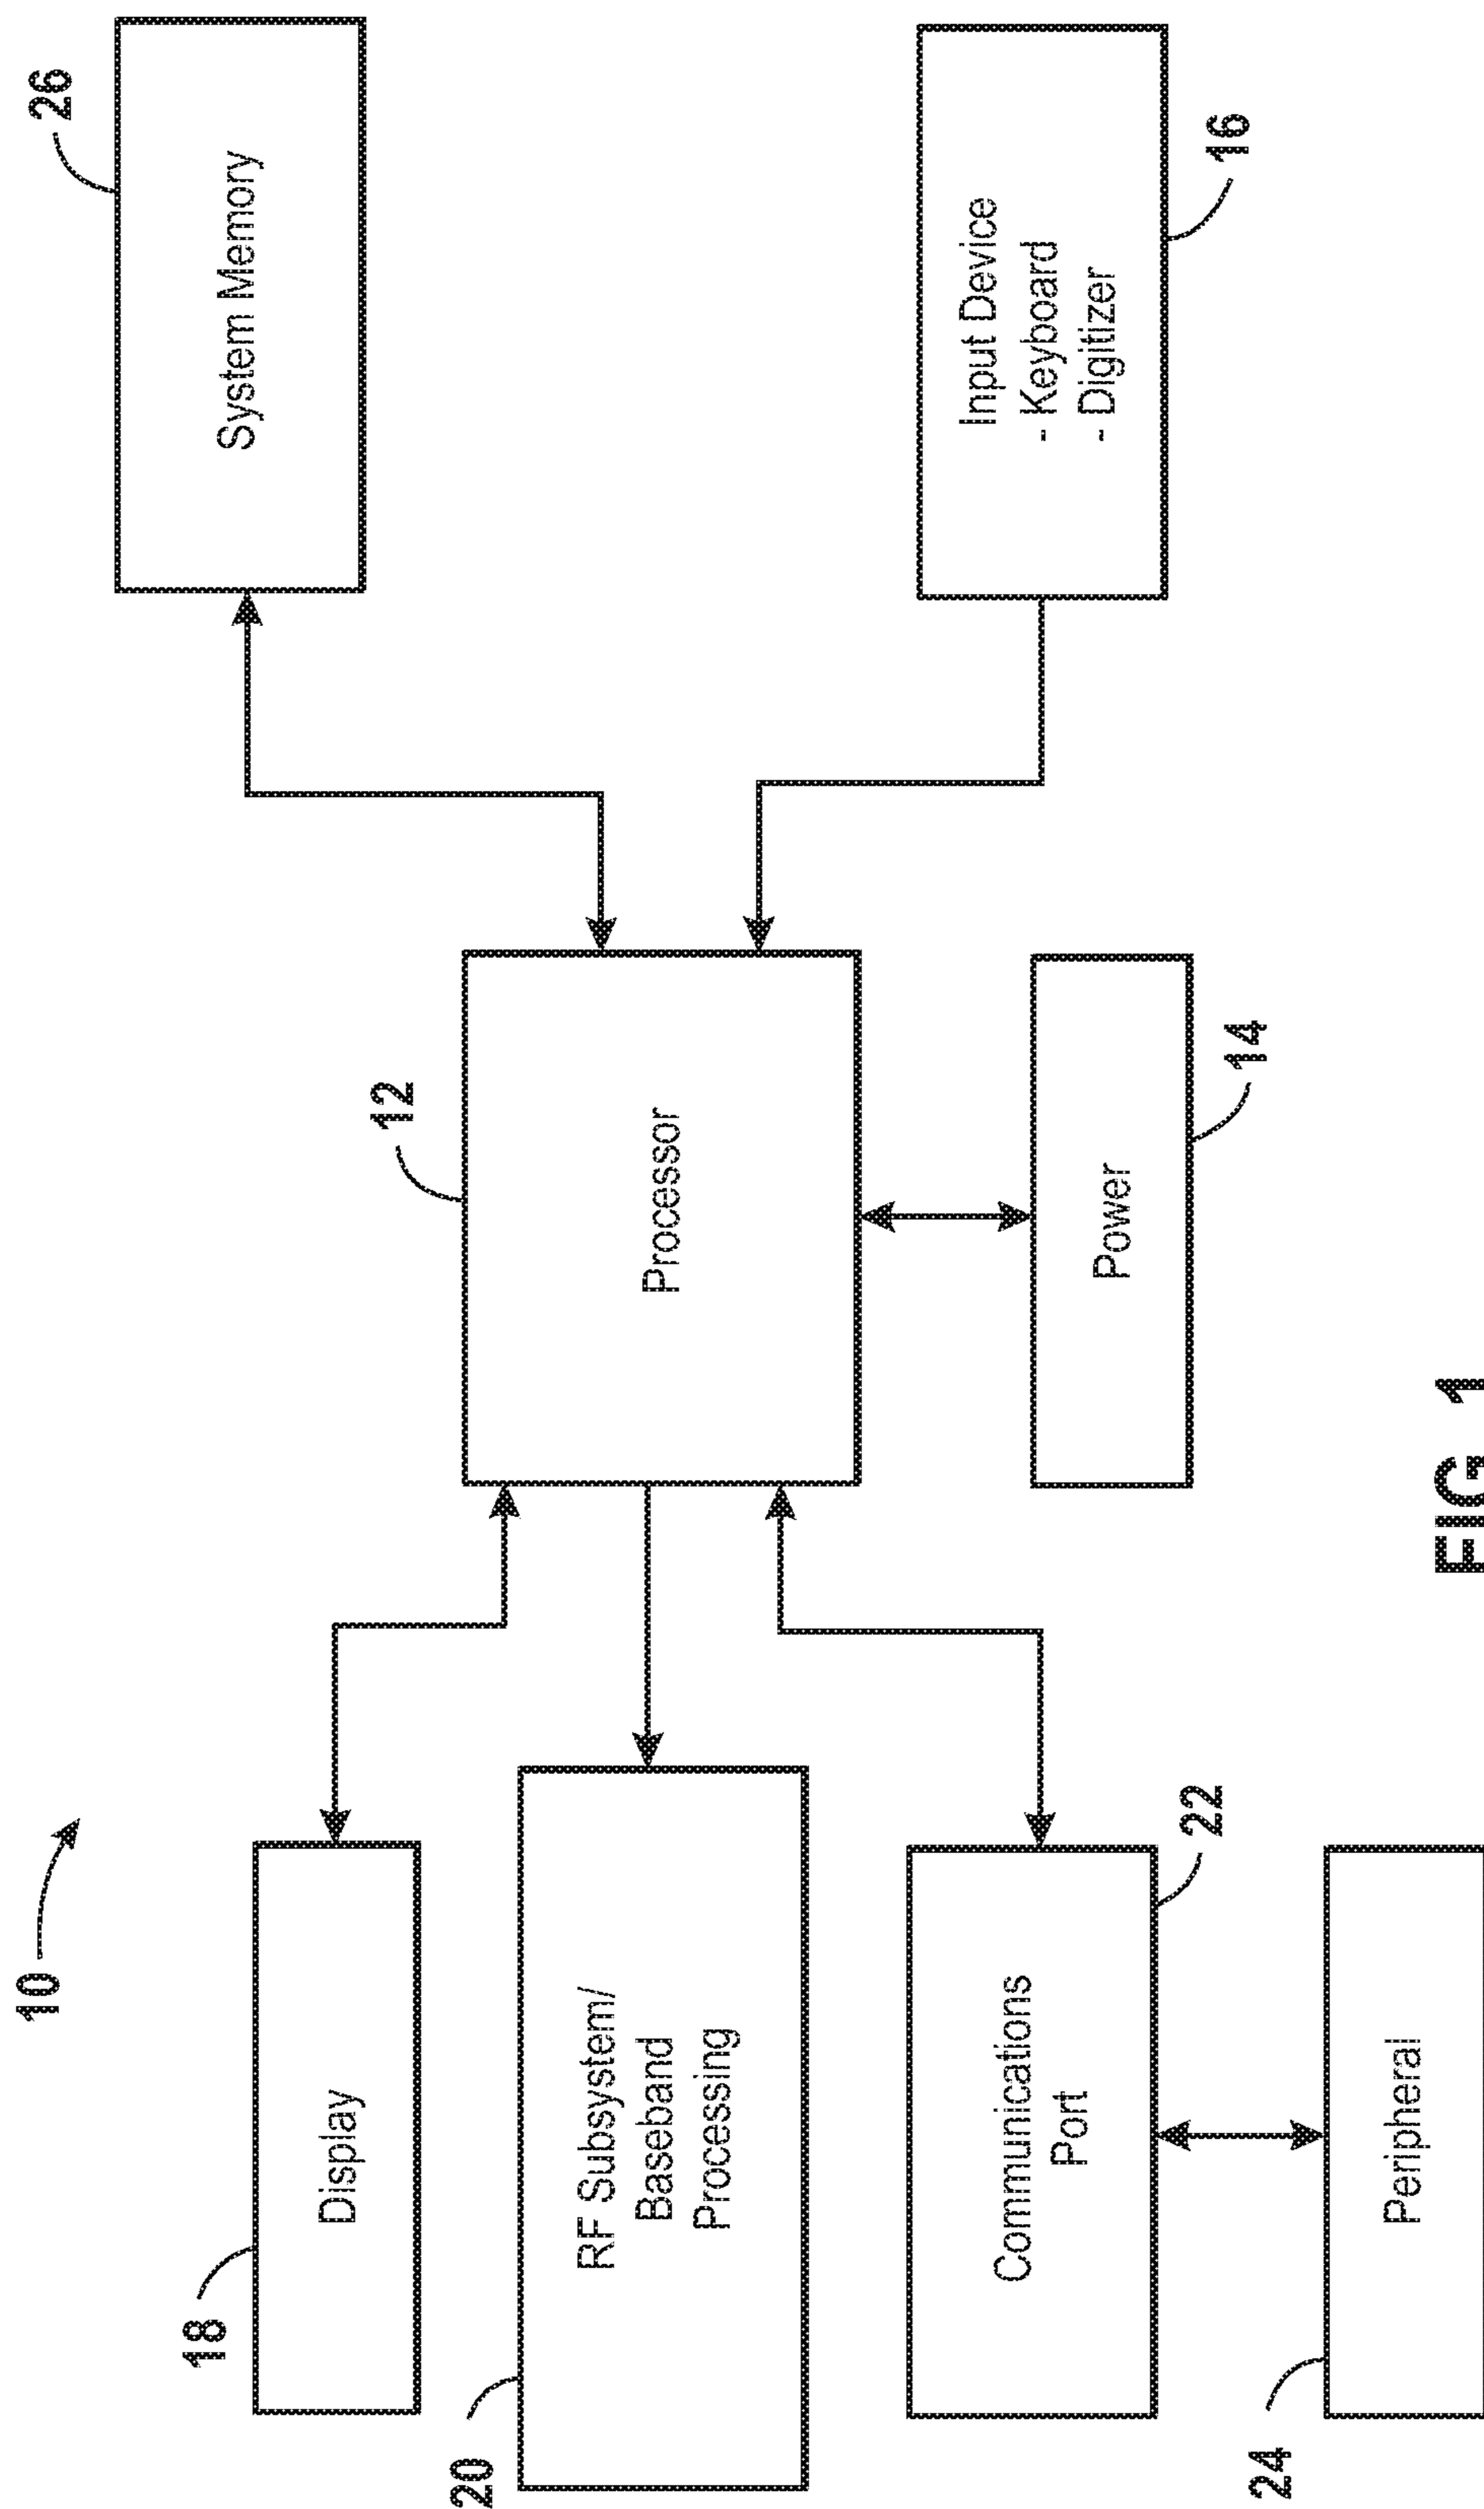 10
18
Display
20
RF Subsystem/
Baseband
Processing
22
Communications
Port
24
Peripheral
12
Processor
14
Power
26
System Memory
16
Input Device
- Keyboard
- Digitizer
FIG. 1